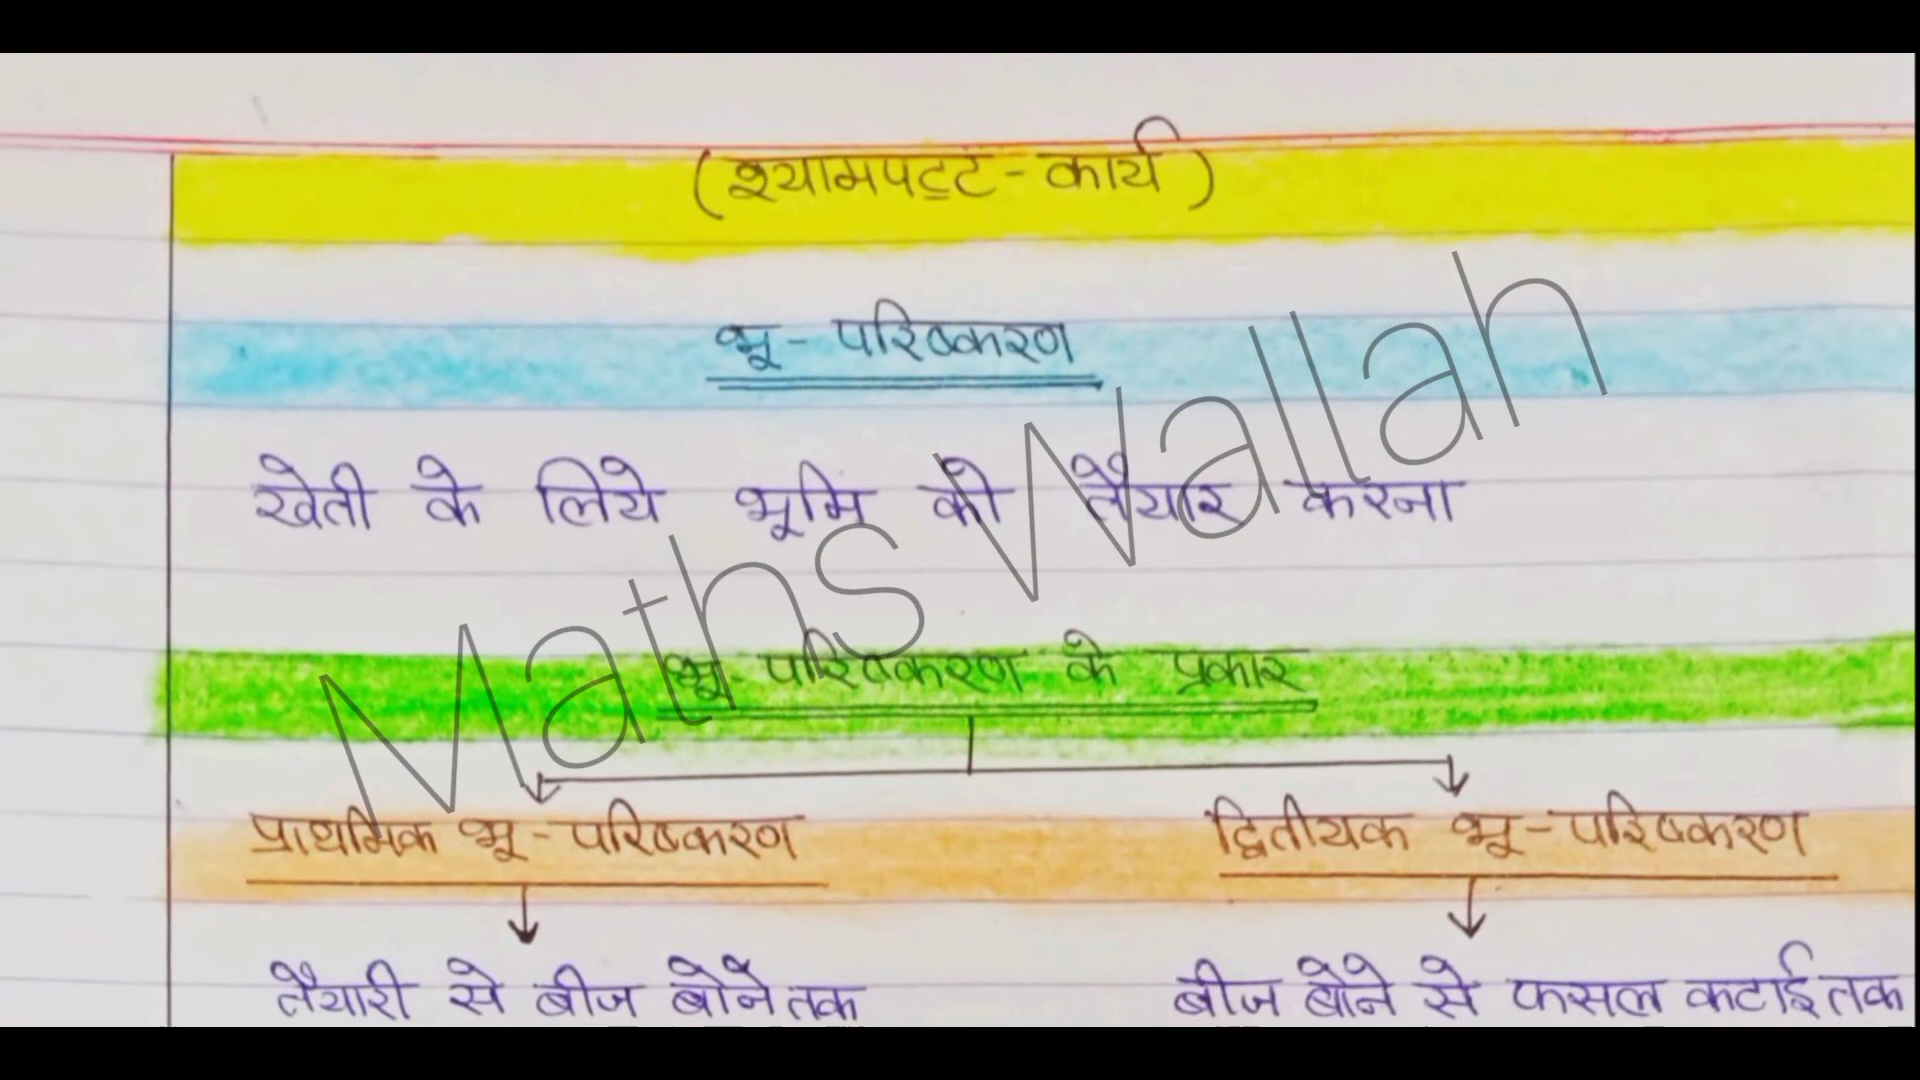 (श्यामपट्ट - कार्य)
भू - परिष्करण
खेती के लिये भूमि को तैयार करना
भू - परिष्करण के प्रकार
प्राथमिक भू - परिष्करण द्वितीयक भू - परिष्करण
तैयारी से बीज बोने तक बीज बोने से फसल कटाई तक
Maths Wallah